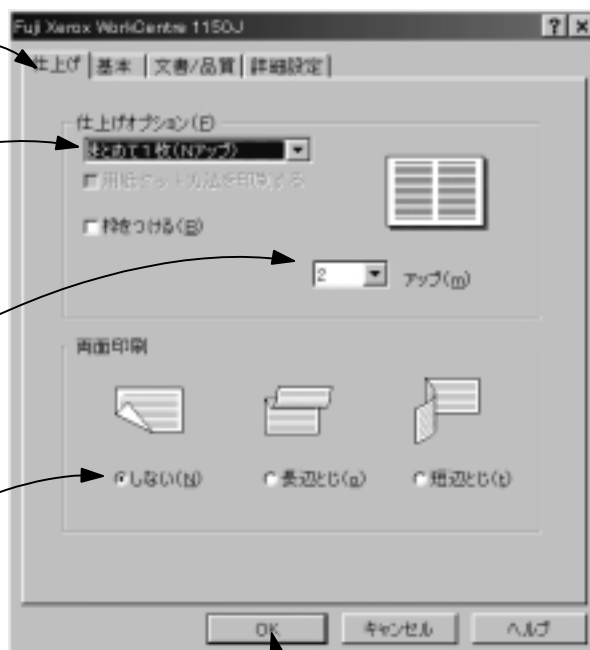 Fuji Xerox WorkCentre 1150J
仕上げ 基本 文書/品質 詳細設定
仕上げオプション(E)
まとめて1枚(Nアップ)
用紙セット方法を印刷する
枠をつける(B)
2 アップ(m)
両面印刷
しない(N) 長辺とじ(g) 短辺とじ(t)
OK キャンセル ヘルプ